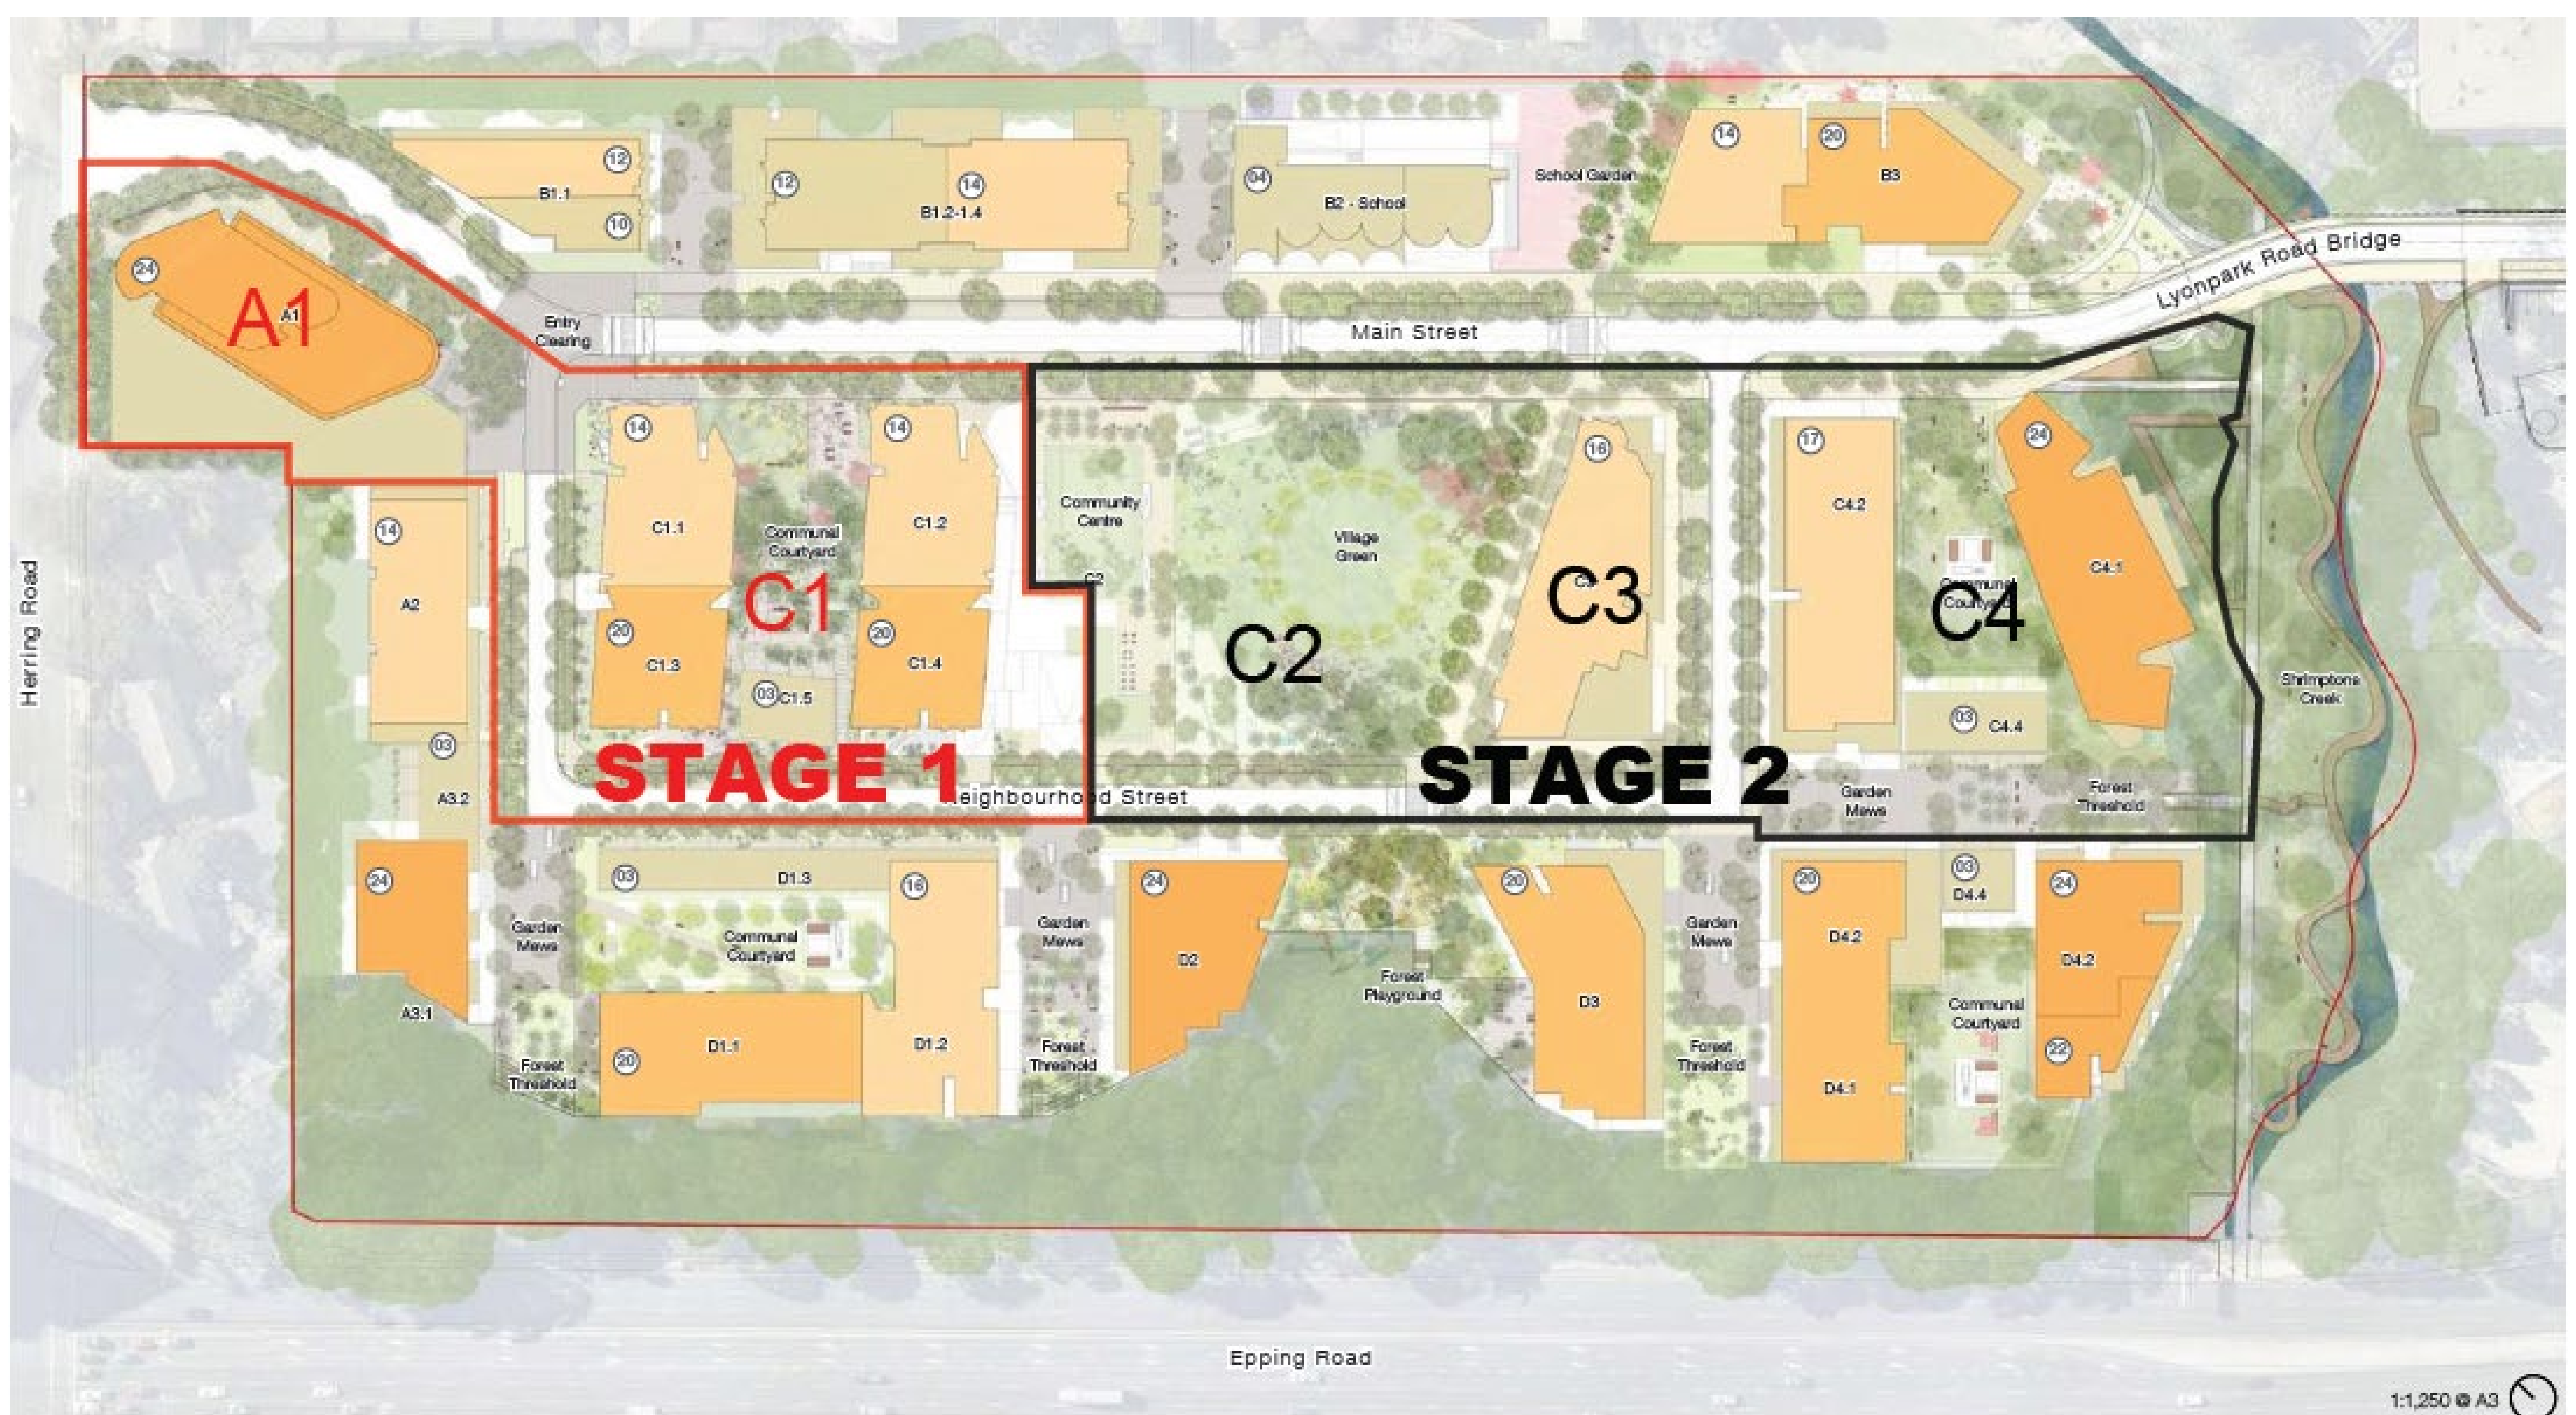 12
B1.1
10
12
14
B1.2-1.4
04
B2 - School
School Garden
14
20
B3
Lyonpark Road Bridge
24
A1
A1
Entry
Clearing
Main Street
14
14
C1.1
C1.2
Communal
Courtyard
C1
20
20
C1.3
C1.4
03
C1.5
STAGE 1
Community
Centre
C2
Village
Green
C2
16
C3
STAGE 2
17
C4.2
24
C4.1
Communal
Courtyard
C4
03
C4.4
Garden
Mews
Forest
Threshold
Shrimptons
Creek
Herring Road
14
A2
03
A3.2
24
A3.1
Neighbourhood Street
03
D1.3
16
Garden
Mews
Communal
Courtyard
Forest
Threshold
20
D1.1
D1.2
Garden
Mews
Forest
Threshold
24
D2
Forest
Playground
20
D3
Garden
Mews
Forest
Threshold
20
D4.2
D4.1
03
D4.4
24
D4.2
22
Communal
Courtyard
Epping Road
1:1,250 @ A3